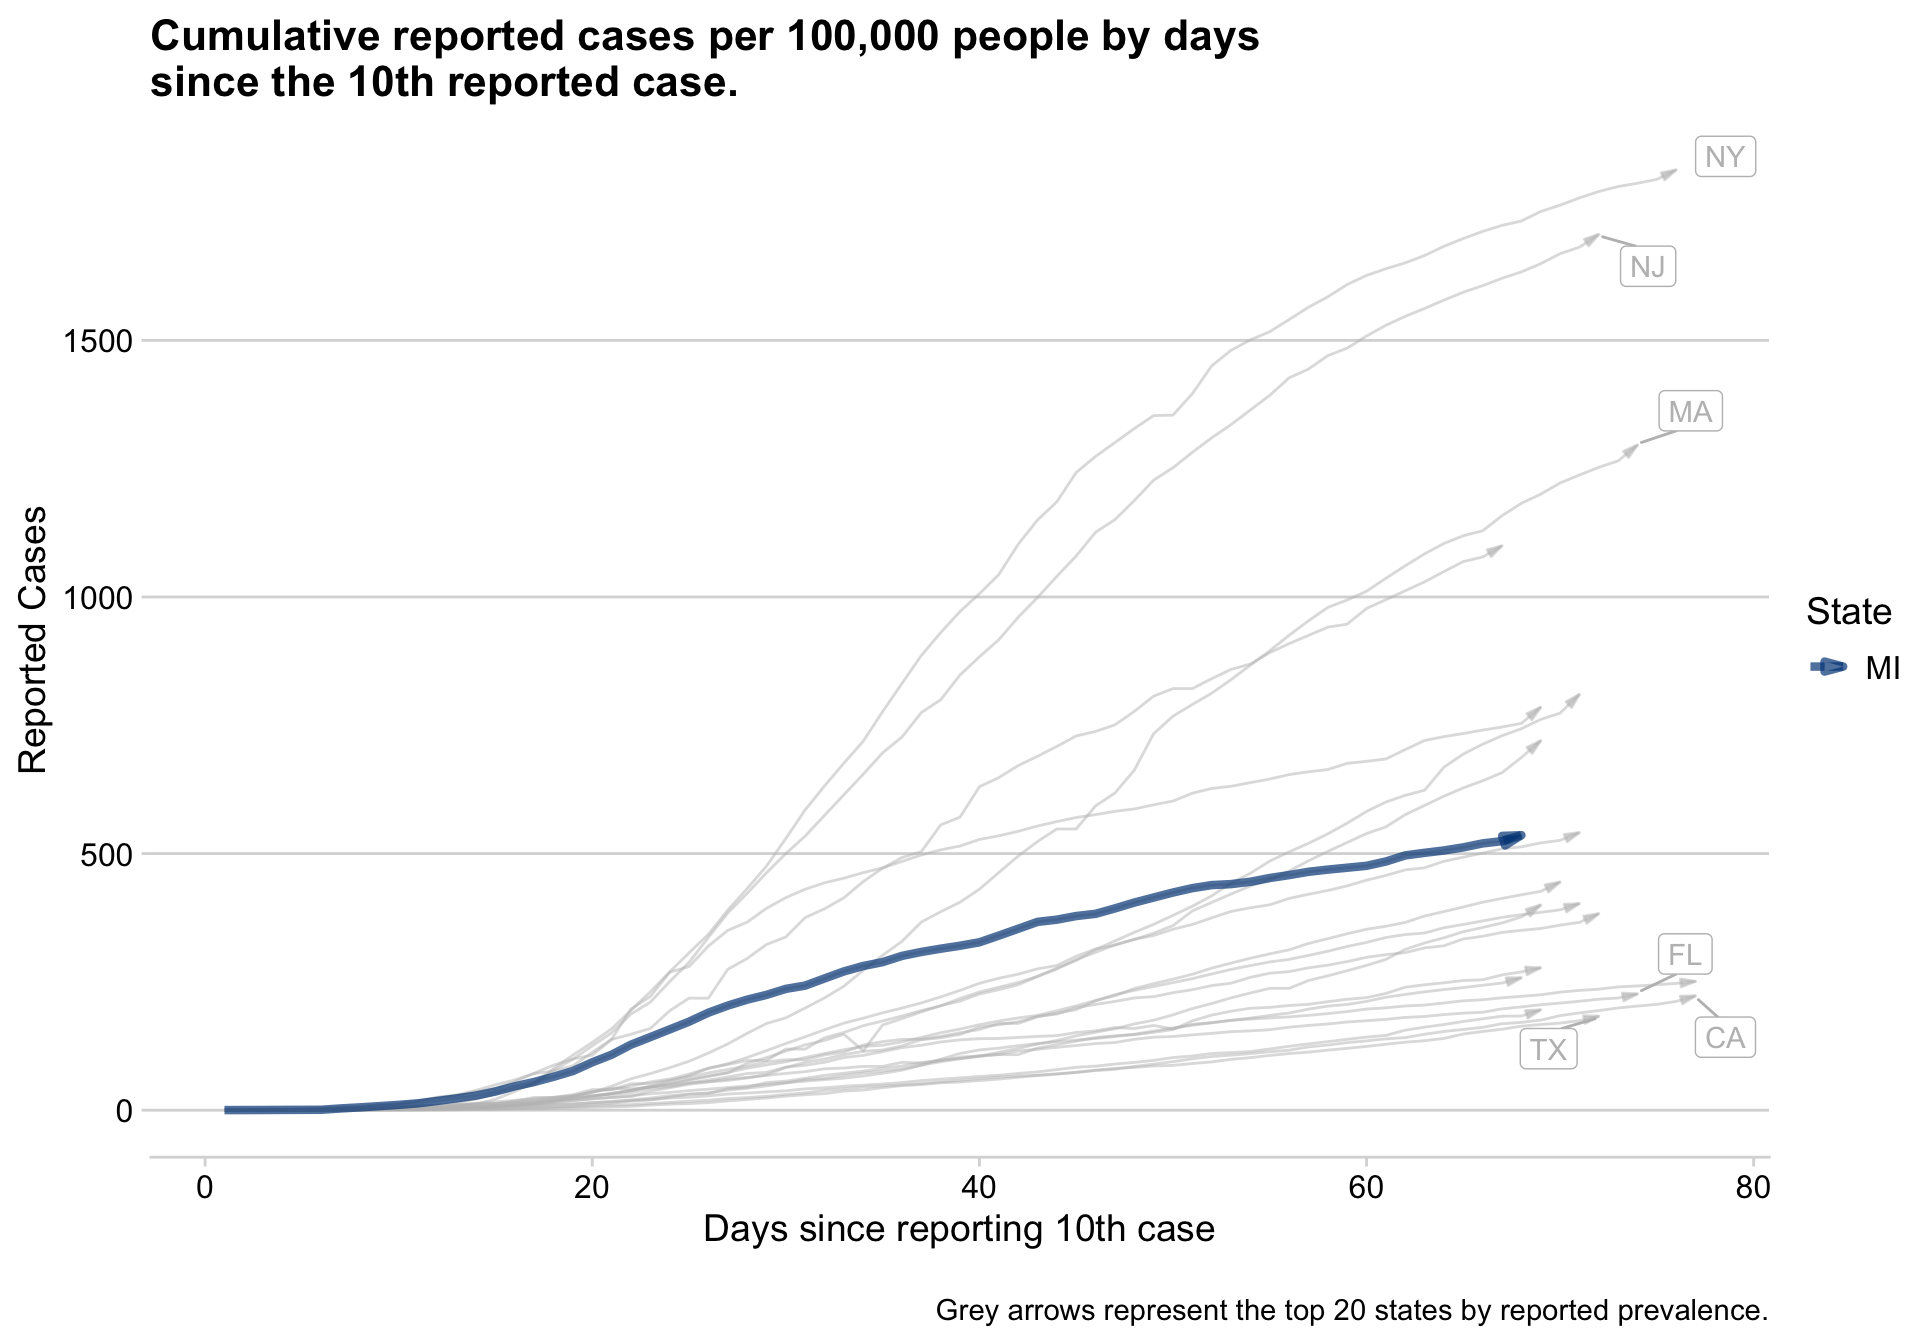 Cumulative reported cases per 100,000 people by days
since the 10th reported case.
NY
NJ
1500
MA
Reported Cases
1000
State
MI
500
FL
CA
TX
0
0 20 40 60 80
Days since reporting 10th case
Grey arrows represent the top 20 states by reported prevalence.